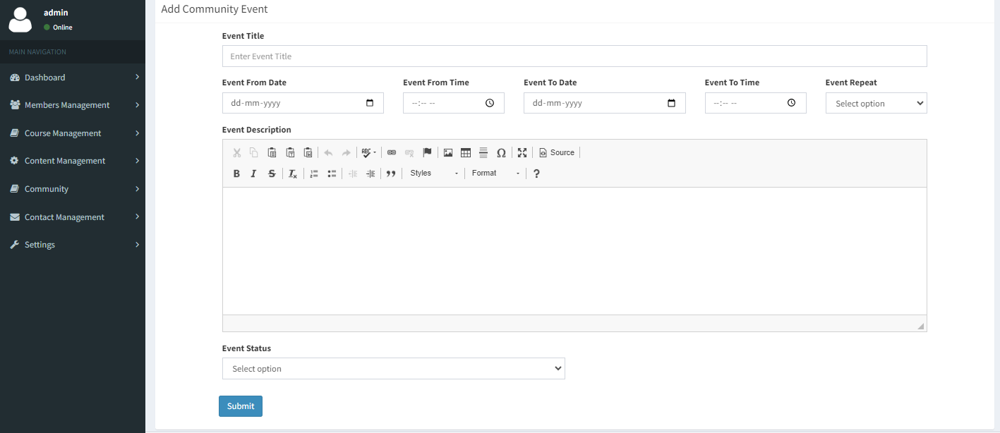 admin
Online
MAIN NAVIGATION
Dashboard
Members Management
Course Management
Content Management
Community
Contact Management
Settings
Add Community Event
Event Title
Enter Event Title
Event From Date
Event From Time
Event To Date
Event To Time
Event Repeat
dd-mm-yyyy
--:-- --
dd-mm-yyyy
--:-- --
Select option
Event Description
ABC
Source
B I S Ix
Styles
Format
?
Event Status
Select option
Submit